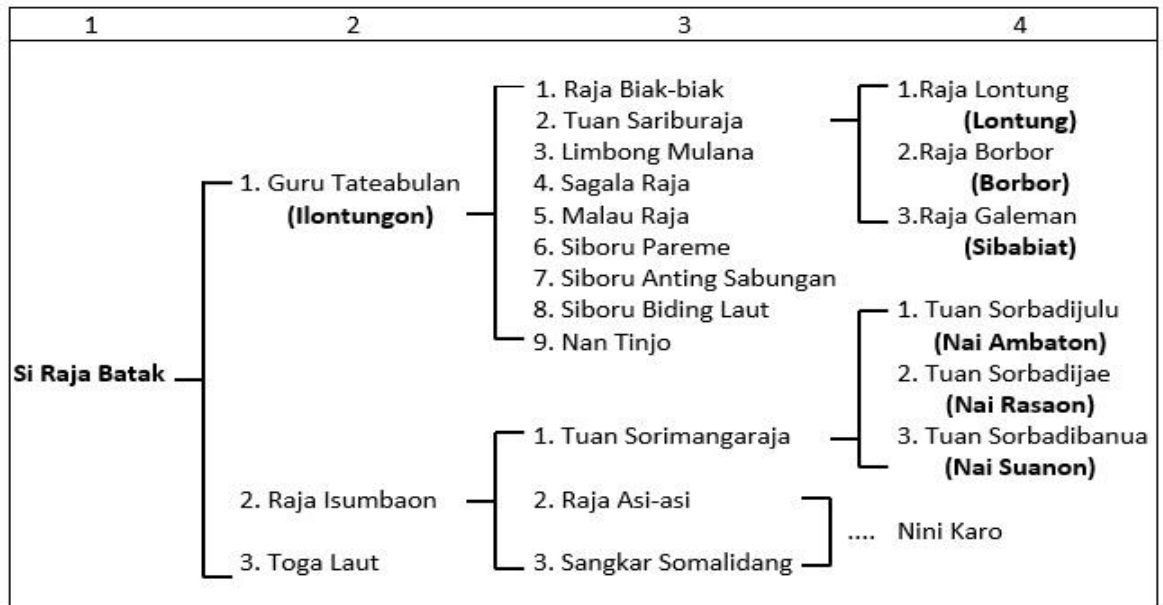 1 2 3 4
Si Raja Batak
1. Guru Tateabulan
(Ilontungon)
2. Raja Isumbaon
3. Toga Laut
1. Raja Biak-biak
2. Tuan Sariburaja
3. Limbong Mulana
4. Sagala Raja
5. Malau Raja
6. Siboru Pareme
7. Siboru Anting Sabungan
8. Siboru Biding Laut
9. Nan Tinjo
1. Tuan Sorimangaraja
2. Raja Asi-asi
3. Sangkar Somalidang
1.Raja Lontung
(Lontung)
2.Raja Borbor
(Borbor)
3.Raja Galeman
(Sibabiat)
1. Tuan Sorbadijulu
(Nai Ambaton)
2. Tuan Sorbadijae
(Nai Rasaon)
3. Tuan Sorbadibanua
(Nai Suanon)
.... Nini Karo